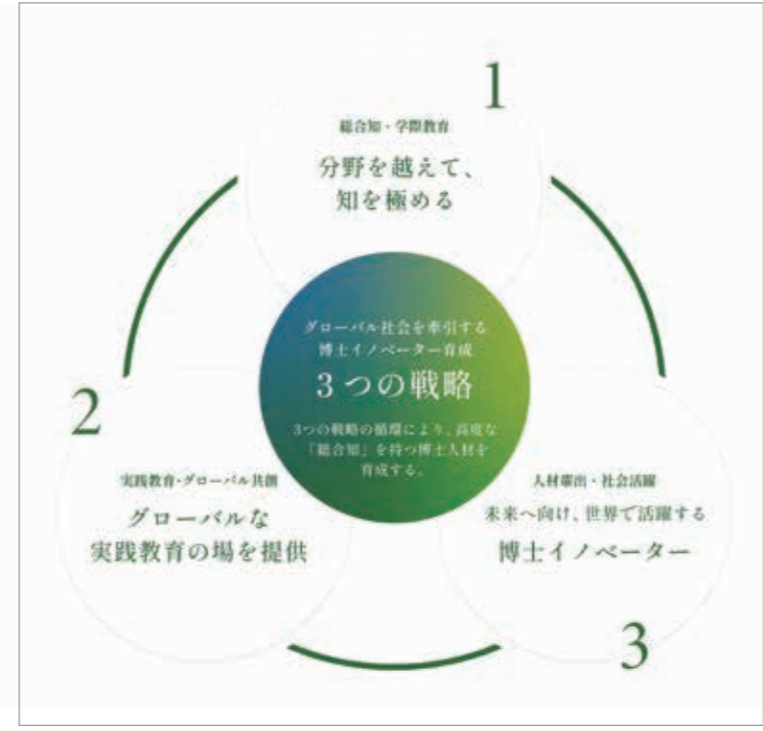 1
総合知・学際教育
分野を越えて、
知を極める
グローバル社会を牽引する
博士イノベーター育成
3つの戦略
3つの戦略の循環により、高度な
「総合知」を持つ博士人材を
育成する。
2
実践教育・グローバル共創
グローバルな
実践教育の場を提供
人材輩出・社会活躍
未来へ向け、世界で活躍する
博士イノベーター
3